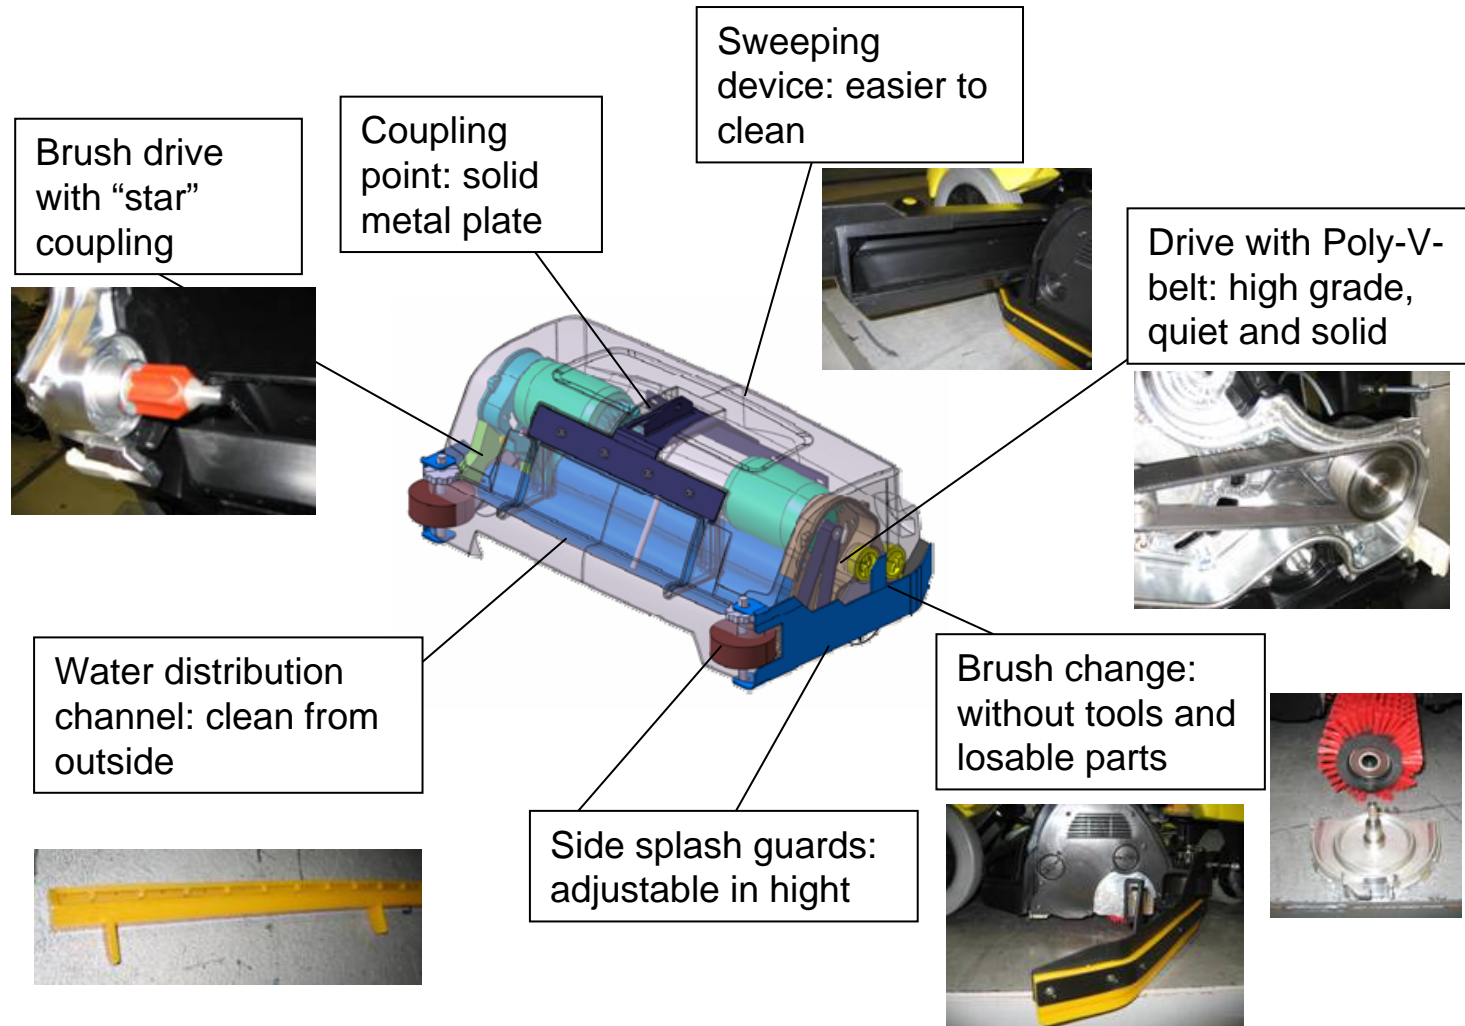 Sweeping
device: easier to
clean
Coupling
point: solid
metal plate
Brush drive
with “star”
coupling
Drive with Poly-V-
belt: high grade,
quiet and solid
Water distribution
channel: clean from
outside
Brush change:
without tools and
losable parts
Side splash guards:
adjustable in hight